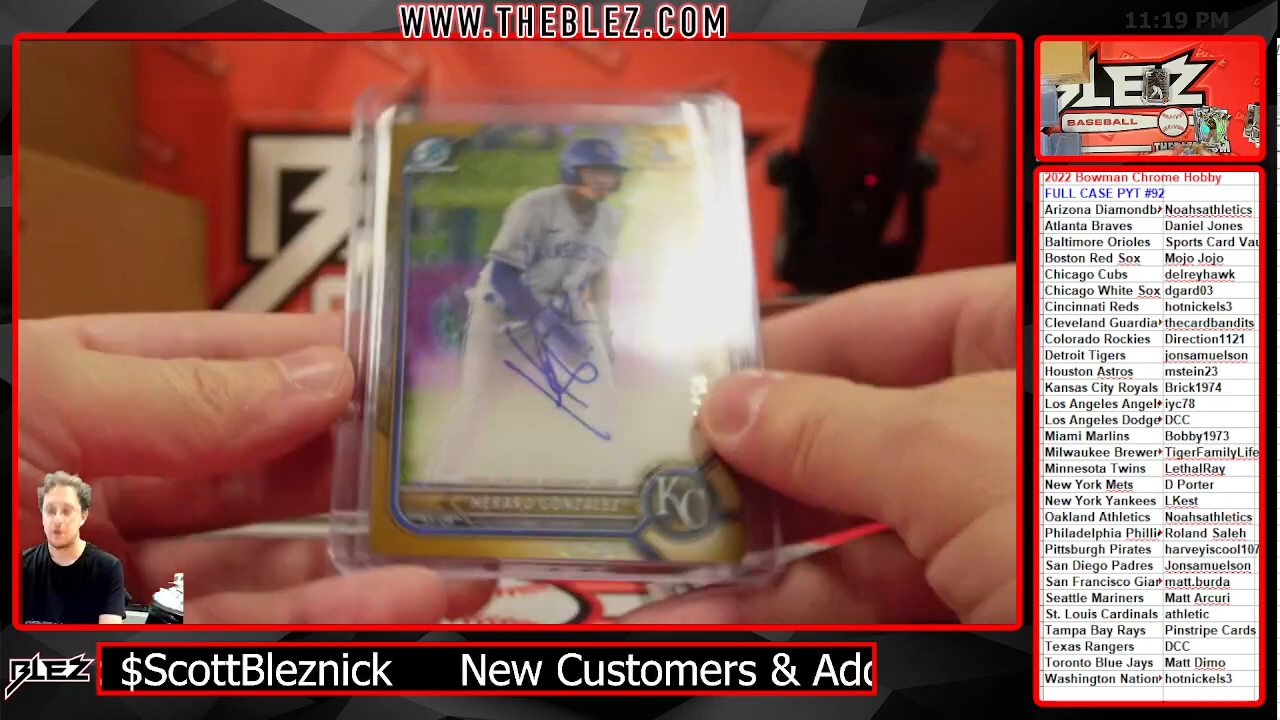 WWW.THEBLEZ.COM
11:19 PM
BLEZ
BASEBALL
2022 Bowman Chrome Hobby
FULL CASE PYT #92
Arizona Diamondb Noahsathletics
Atlanta Braves Daniel Jones
Baltimore Orioles Sports Card Vau
Boston Red Sox Mojo Jojo
Chicago Cubs delreyhawk
Chicago White Sox dgard03
Cincinnati Reds hotnickels3
Cleveland Guardia thecardbandits
Colorado Rockies Direction1121
Detroit Tigers jonsamuelson
Houston Astros mstein23
Kansas City Royals Brick1974
Los Angeles Angel iyc78
Los Angeles Dodge DCC
Miami Marlins Bobby1973
Milwaukee Brewer TigerFamilyLife
Minnesota Twins LethalRay
New York Mets D Porter
New York Yankees LKest
Oakland Athletics Noahsathletics
Philadelphia Philli Roland Saleh
Pittsburgh Pirates harveyiscool107
San Diego Padres Jonsamuelson
San Francisco Gian matt.burda
Seattle Mariners Matt Arcuri
St. Louis Cardinals athletic
Tampa Bay Rays Pinstripe Cards
Texas Rangers DCC
Toronto Blue Jays Matt Dimo
Washington Nation hotnickels3
KC
BLEZ $ScottBleznick New Customers & Add